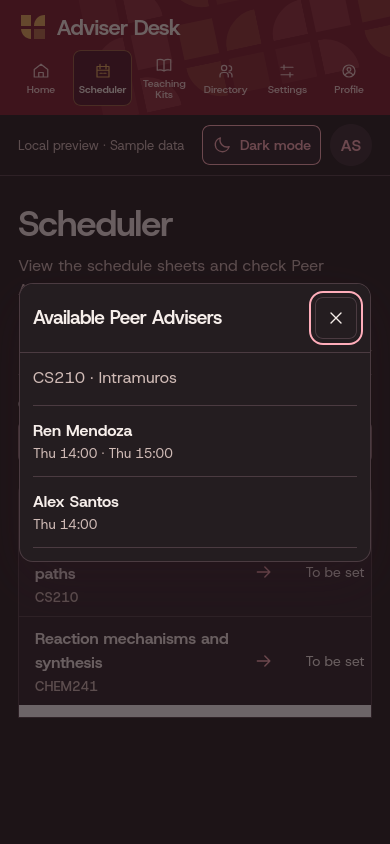 Adviser Desk
Home
Scheduler
Teaching
Kits
Directory
Settings
Profile
Local preview · Sample data
Dark mode
AS
Scheduler
View the schedule sheets and check Peer
Available Peer Advisers
CS210 · Intramuros
Ren Mendoza
Thu 14:00 · Thu 15:00
Alex Santos
Thu 14:00
paths
CS210
To be set
Reaction mechanisms and
synthesis
CHEM241
To be set